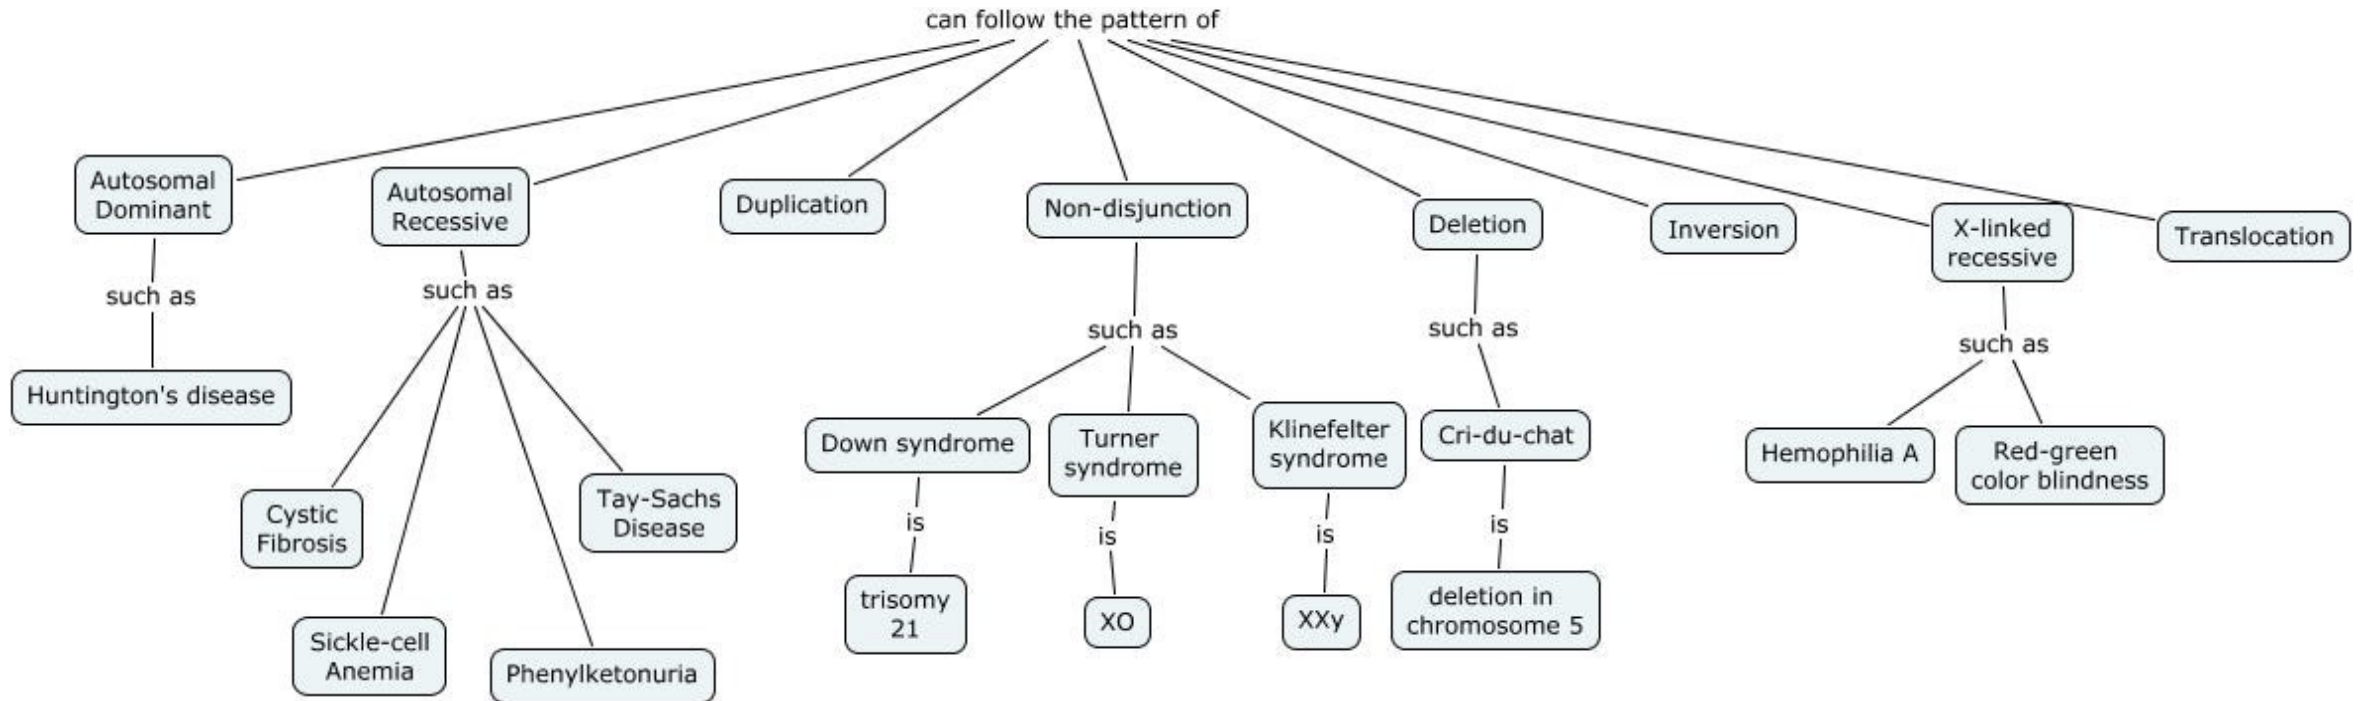 can follow the pattern of
Autosomal
Dominant
Autosomal
Recessive
Duplication
Non-disjunction
Deletion
Inversion
X-linked
recessive
Translocation
such as
such as
such as
such as
such as
Huntington's disease
Cystic
Fibrosis
Sickle-cell
Anemia
Phenylketonuria
Tay-Sachs
Disease
Down syndrome
Turner
syndrome
Klinefelter
syndrome
Cri-du-chat
Hemophilia A
Red-green
color blindness
is
is
is
is
trisomy
21
XO
XXy
deletion in
chromosome 5